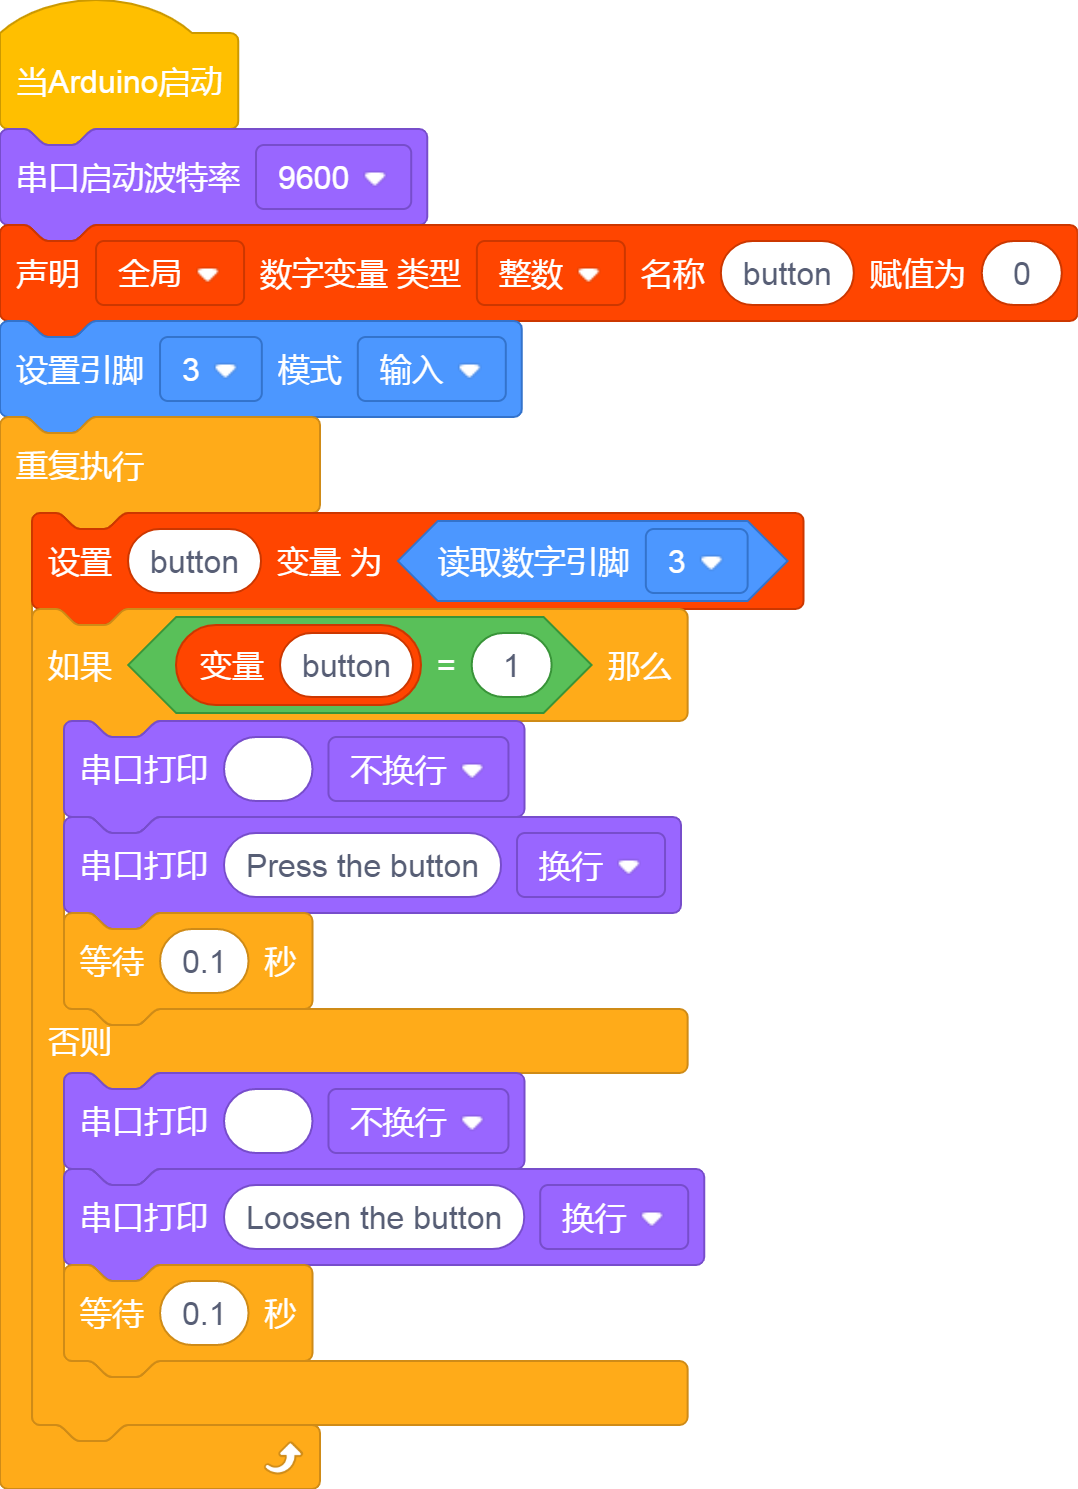 当Arduino启动
串口启动波特率 9600
声明 全局 数字变量 类型 整数 名称 button 赋值为 0
设置引脚 3 模式 输入
重复执行
设置 button 变量 为 读取数字引脚 3
如果 变量 button = 1 那么
串口打印 不换行
串口打印 Press the button 换行
等待 0.1 秒
否则
串口打印 不换行
串口打印 Loosen the button 换行
等待 0.1 秒